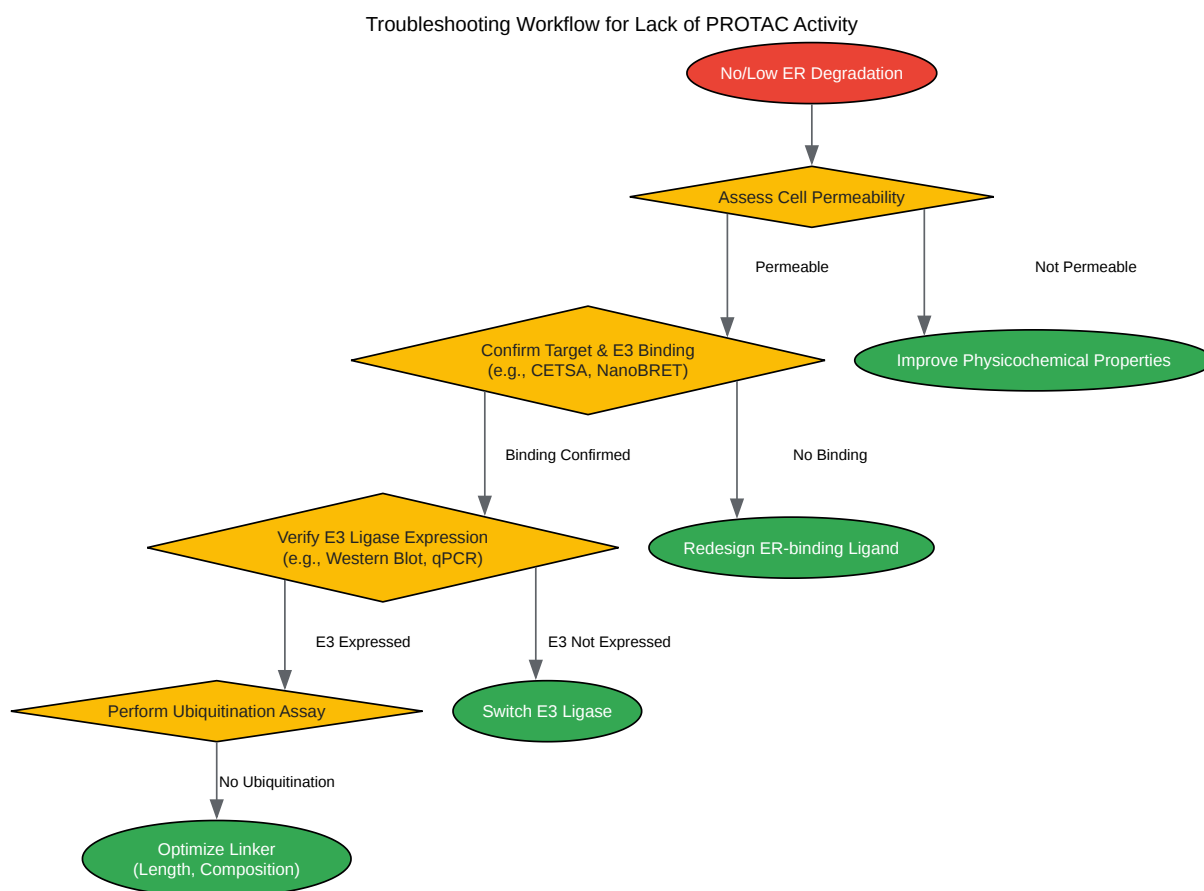 Troubleshooting Workflow for Lack of PROTAC Activity
No/Low ER Degradation
Assess Cell Permeability
Permeable
Not Permeable
Confirm Target & E3 Binding
(e.g., CETSA, NanoBRET)
Improve Physicochemical Properties
Binding Confirmed
No Binding
Verify E3 Ligase Expression
(e.g., Western Blot, qPCR)
Redesign ER-binding Ligand
E3 Expressed
E3 Not Expressed
Perform Ubiquitination Assay
Switch E3 Ligase
No Ubiquitination
Optimize Linker
(Length, Composition)